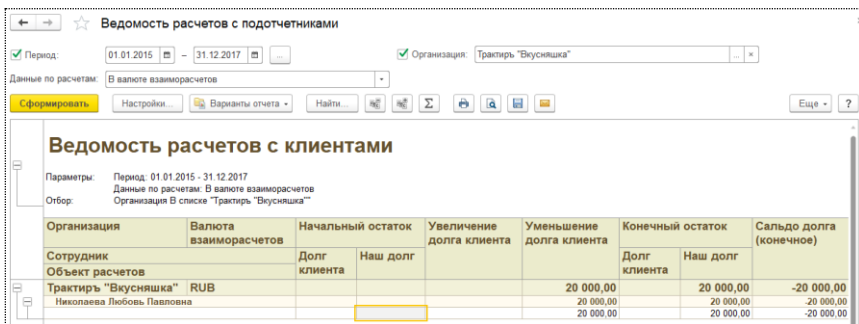 Ведомость расчетов с подотчетниками
Период: 01.01.2015 – 31.12.2017 ... Организация: Трактиръ "Вкусняшка" ... ×
Данные по расчетам: В валюте взаиморасчетов
Сформировать Настройки... Варианты отчета Найти... Σ Еще ?
Ведомость расчетов с клиентами
Параметры: Период: 01.01.2015 - 31.12.2017
Данные по расчетам: В валюте взаиморасчетов
Отбор: Организация В списке "Трактиръ "Вкусняшка""
Организация Валюта взаиморасчетов Начальный остаток Увеличение долга клиента Уменьшение долга клиента Конечный остаток Сальдо долга (конечное)
Сотрудник Долг клиента Наш долг Долг клиента Наш долг
Объект расчетов
Трактиръ "Вкусняшка" RUB 20 000,00 20 000,00 -20 000,00
Николаева Любовь Павловна 20 000,00 20 000,00 -20 000,00
20 000,00 20 000,00 -20 000,00